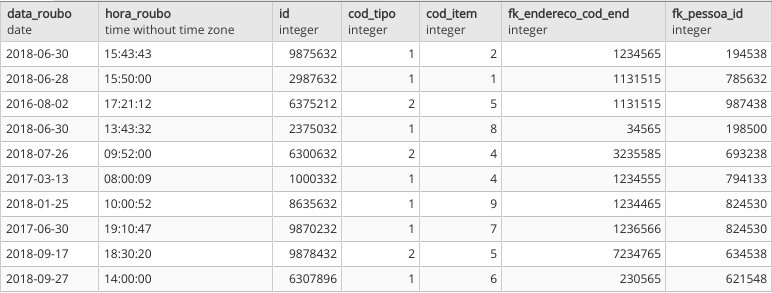 data_roubo hora_roubo id cod_tipo cod_item fk_endereco_cod_end fk_pessoa_id
date time without time zone integer integer integer integer integer
2018-06-30 15:43:43 9875632 1 2 1234565 194538
2018-06-28 15:50:00 2987632 1 1 1131515 785632
2016-08-02 17:21:12 6375212 2 5 1131515 987438
2018-06-30 13:43:32 2375032 1 8 34565 198500
2018-07-26 09:52:00 6300632 2 4 3235585 693238
2017-03-13 08:00:09 1000332 1 4 1234555 794133
2018-01-25 10:00:52 8635632 1 9 1234465 824530
2017-06-30 19:10:47 9870232 1 7 1236566 824530
2018-09-17 18:30:20 9878432 2 5 7234765 634538
2018-09-27 14:00:00 6307896 1 6 230565 621548